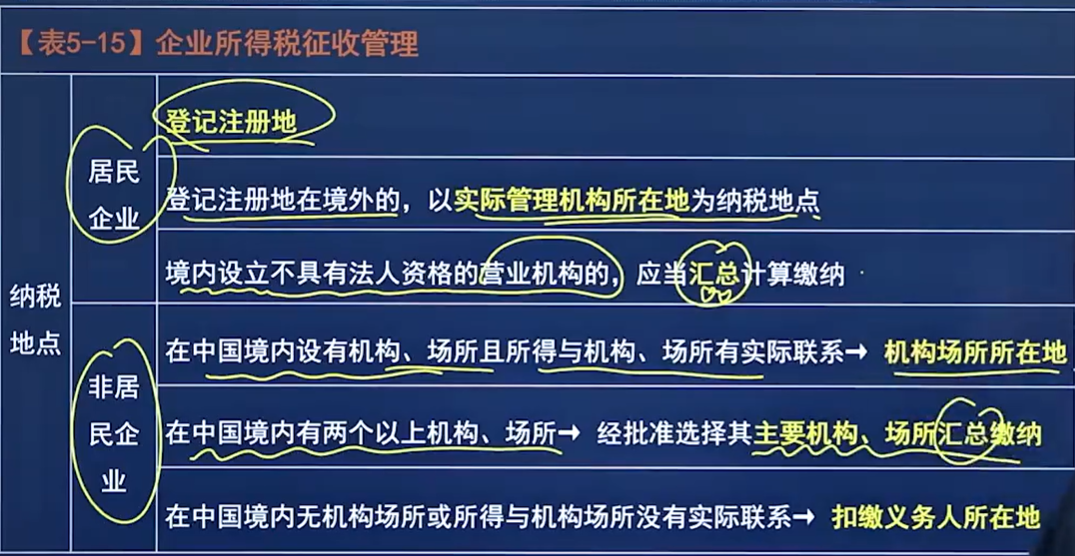 【表5-15】企业所得税征收管理
纳税
地点
居民
企业
登记注册地
登记注册地在境外的，以实际管理机构所在地为纳税地点
境内设立不具有法人资格的营业机构的，应当汇总计算缴纳
非居
民企
业
在中国境内设有机构、场所且所得与机构、场所有实际联系→ 机构场所所在地
在中国境内有两个以上机构、场所→ 经批准选择其主要机构、场所汇总缴纳
在中国境内无机构场所或所得与机构场所没有实际联系→ 扣缴义务人所在地